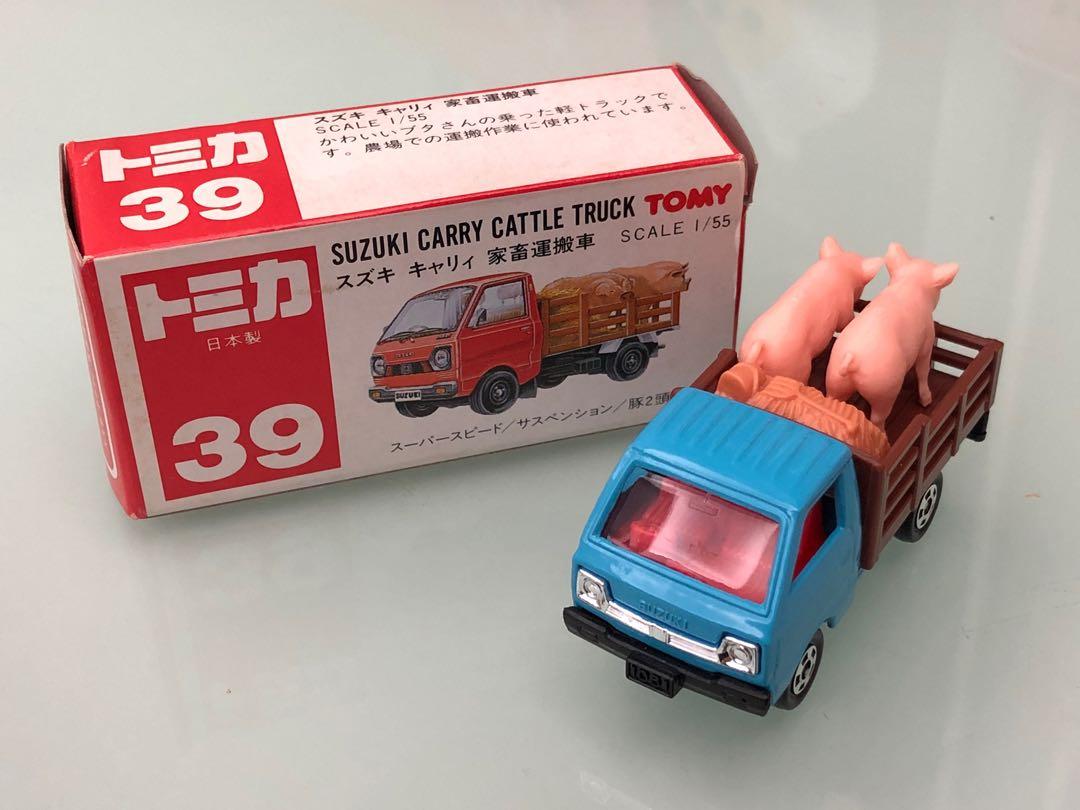 トミカ
39
スズキ キャリィ 家畜運搬車
SCALE 1/55
かわいいブタさんの乗った軽トラックで
す。農場での運搬作業に使われています。
トミカ
日本製
39
SUZUKI CARRY CATTLE TRUCK TOMY
スズキ キャリィ 家畜運搬車 SCALE 1/55
SUZUKI
スーパースピード/サスペンション/豚2頭
SUZUKI